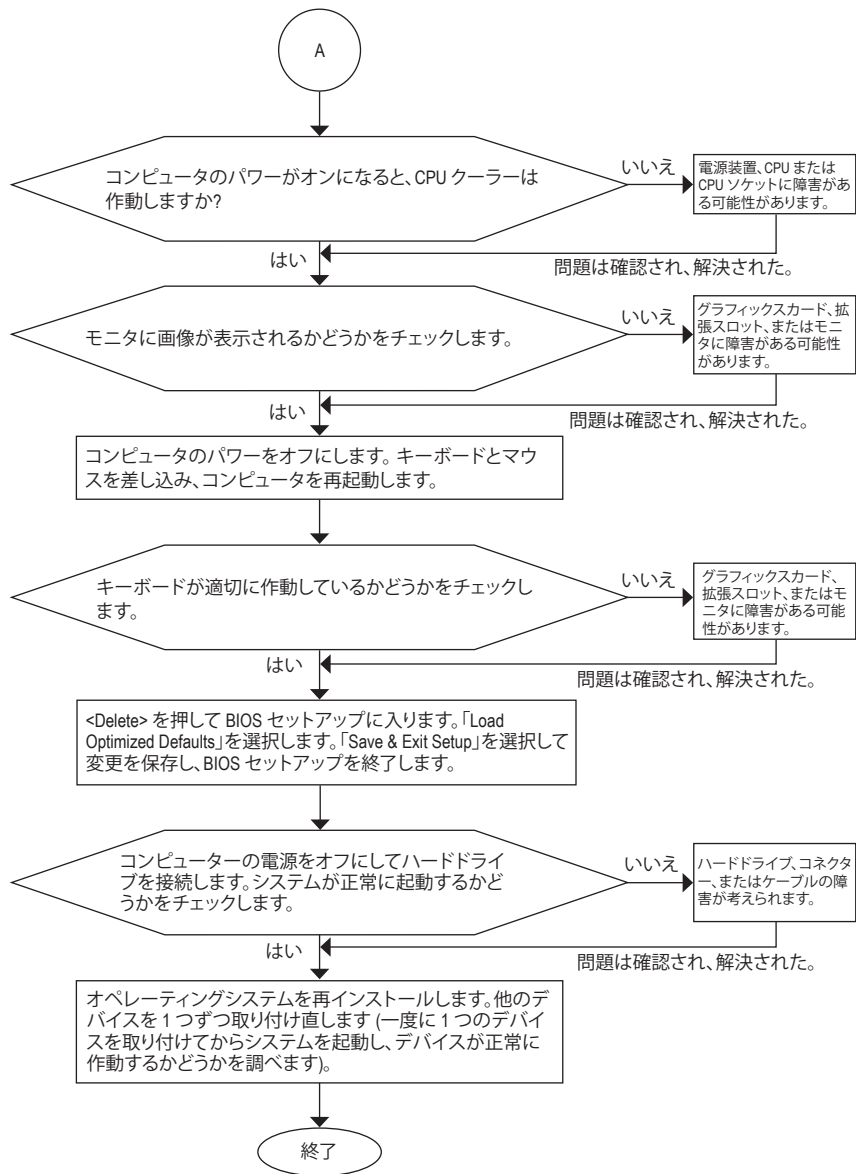 A
コンピュータのパワーがオンになると、CPU クーラーは
作動しますか?
いいえ
電源装置、CPU または
CPU ソケットに障害があ
る可能性があります。
はい
問題は確認され、解決された。
モニタに画像が表示されるかどうかをチェックします。
いいえ
グラフィックスカード、拡
張スロット、またはモニ
タに障害がある可能性
があります。
はい
問題は確認され、解決された。
コンピュータのパワーをオフにします。キーボードとマウ
スを差し込み、コンピュータを再起動します。
キーボードが適切に作動しているかどうかをチェックし
ます。
いいえ
グラフィックスカード、
拡張スロット、またはモ
ニタに障害がある可能
性があります。
はい
問題は確認され、解決された。
<Delete> を押して BIOS セットアップに入ります。「Load
Optimized Defaults」を選択します。「Save & Exit Setup」を選択して
変更を保存し、BIOS セットアップを終了します。
コンピューターの電源をオフにしてハードドライ
ブを接続します。システムが正常に起動するかど
うかをチェックします。
いいえ
ハードドライブ、コネクタ
ー、またはケーブルの障
害が考えられます。
はい
問題は確認され、解決された。
オペレーティングシステムを再インストールします。他のデ
バイスを 1 つずつ取り付け直します (一度に 1 つのデバイ
スを取り付けてからシステムを起動し、デバイスが正常に
作動するかどうかを調べます)。
終了